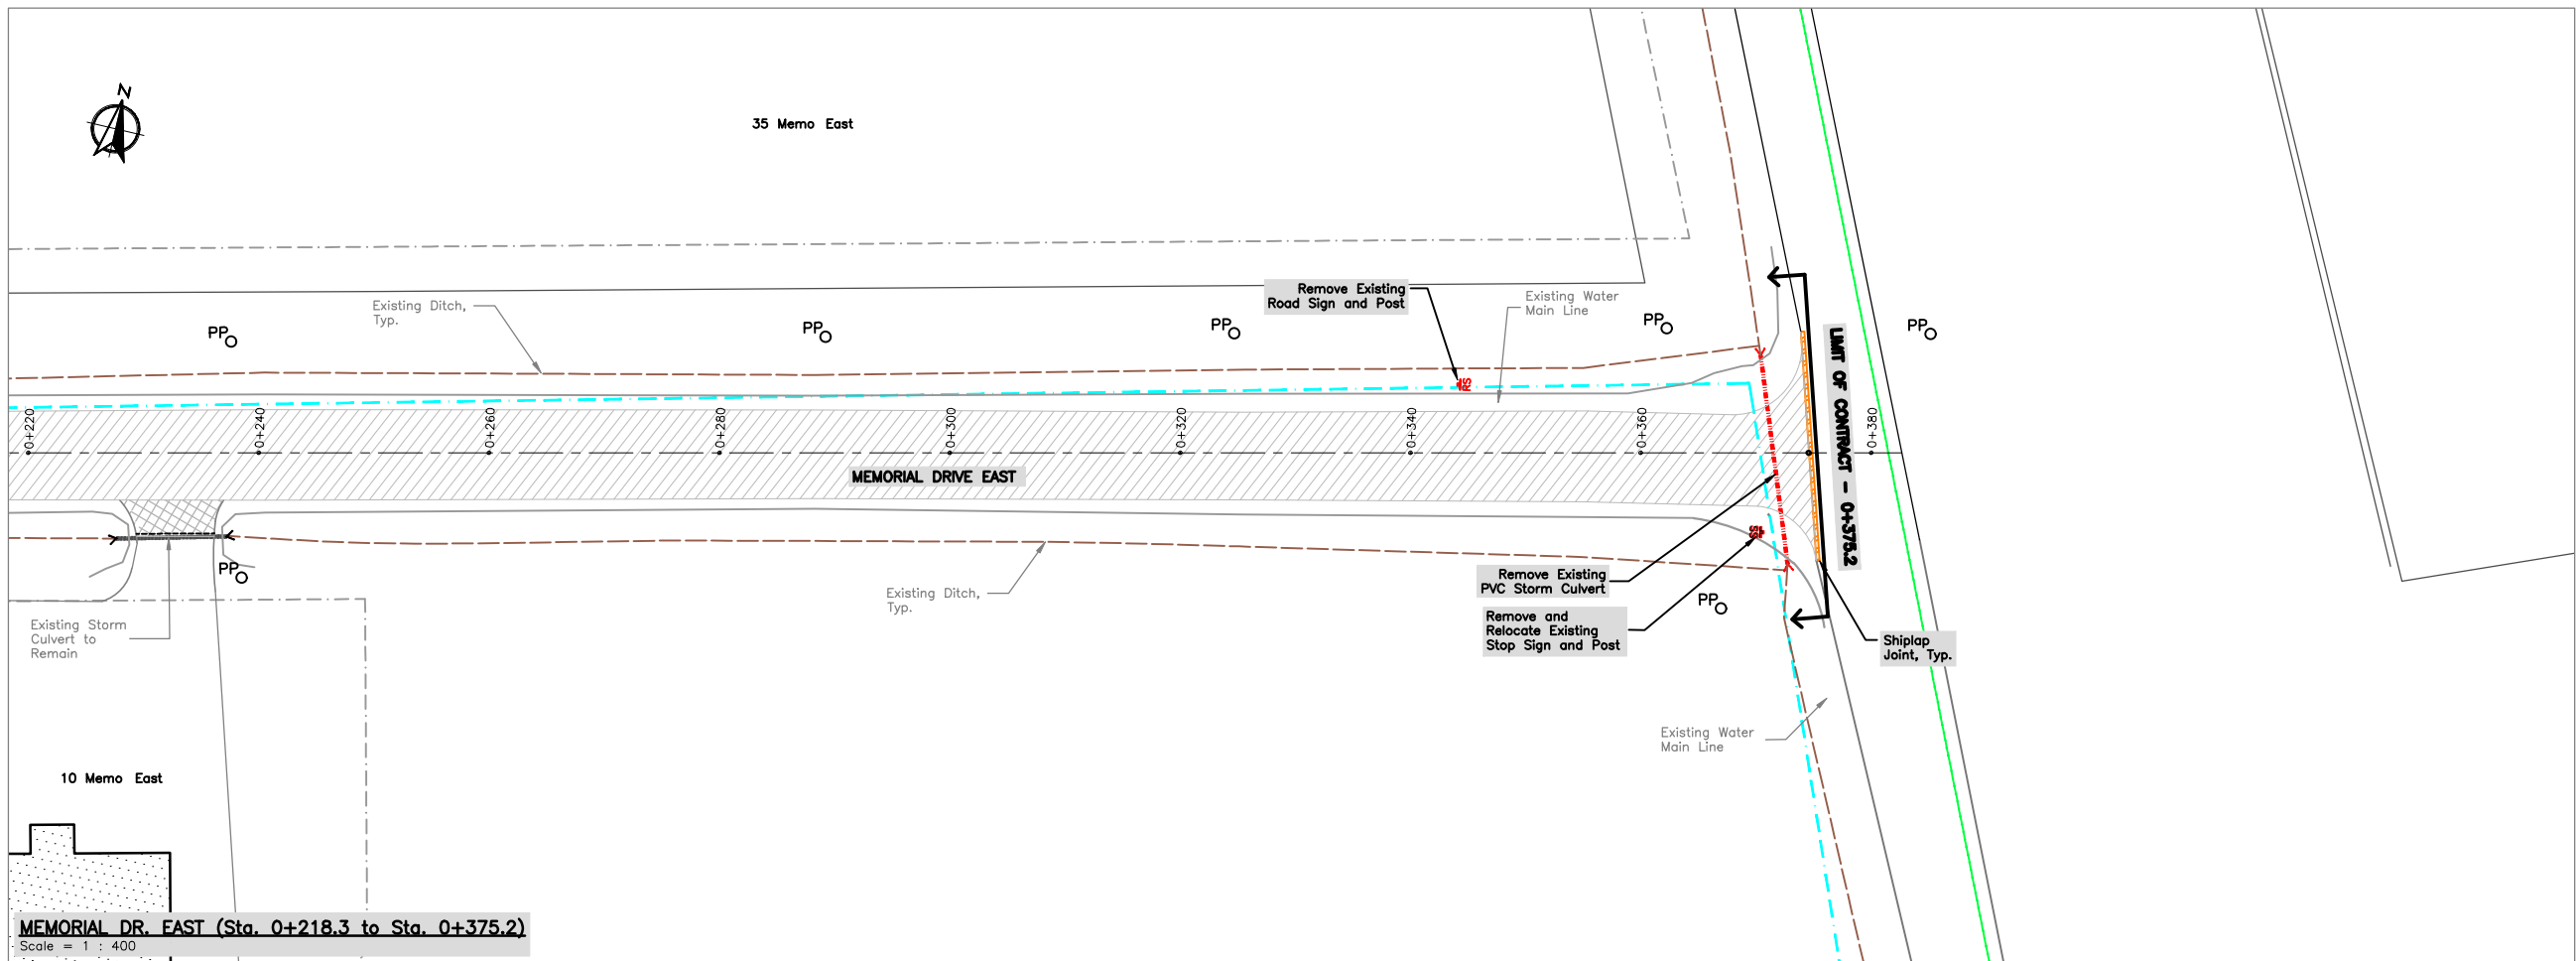 N
35 Memo East
Remove Existing
Road Sign and Post
Existing Water
Main Line
Existing Ditch,
Typ.
PP
PP
PP
PP
PP
RS
LIMIT OF CONTRACT - 0+375.2
0+220
0+240
0+260
0+280
0+300
0+320
0+340
0+360
0+380
MEMORIAL DRIVE EAST
SS
PP
Existing Ditch,
Typ.
Remove Existing
PVC Storm Culvert
PP
Remove and
Relocate Existing
Stop Sign and Post
Existing Storm
Culvert to
Remain
Shiplap
Joint, Typ.
Existing Water
Main Line
10 Memo East
MEMORIAL DR. EAST (Sta. 0+218.3 to Sta. 0+375.2)
Scale = 1 : 400